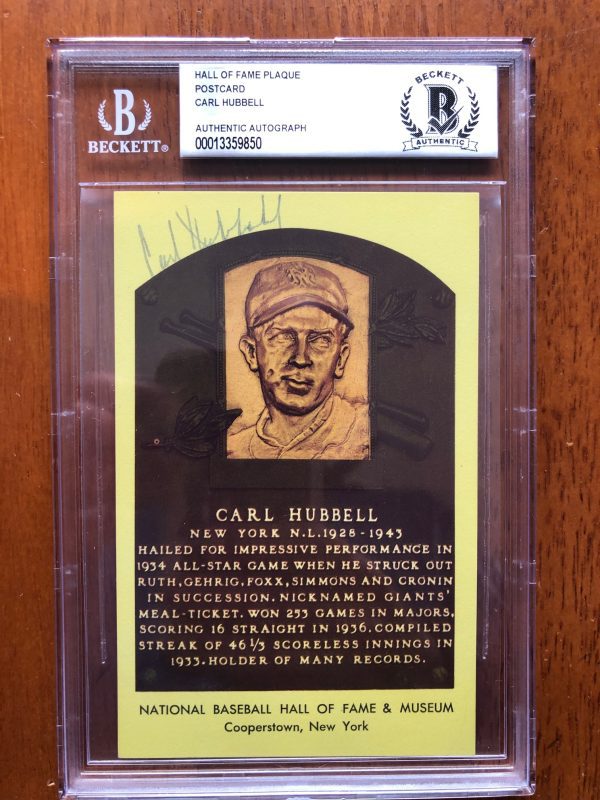 HALL OF FAME PLAQUE
POSTCARD
CARL HUBBELL
AUTHENTIC AUTOGRAPH
00013359850
B
BECKETT®
BECKETT
B
AUTHENTIC
Carl Hubbell
NY
CARL HUBBELL
NEW YORK N.L. 1928-1943
HAILED FOR IMPRESSIVE PERFORMANCE IN
1934 ALL-STAR GAME WHEN HE STRUCK OUT
RUTH, GEHRIG, FOXX, SIMMONS AND CRONIN
IN SUCCESSION. NICKNAMED GIANTS'
MEAL-TICKET. WON 253 GAMES IN MAJORS,
SCORING 16 STRAIGHT IN 1936. COMPILED
STREAK OF 46⅓ SCORELESS INNINGS IN
1933. HOLDER OF MANY RECORDS.
NATIONAL BASEBALL HALL OF FAME & MUSEUM
Cooperstown, New York